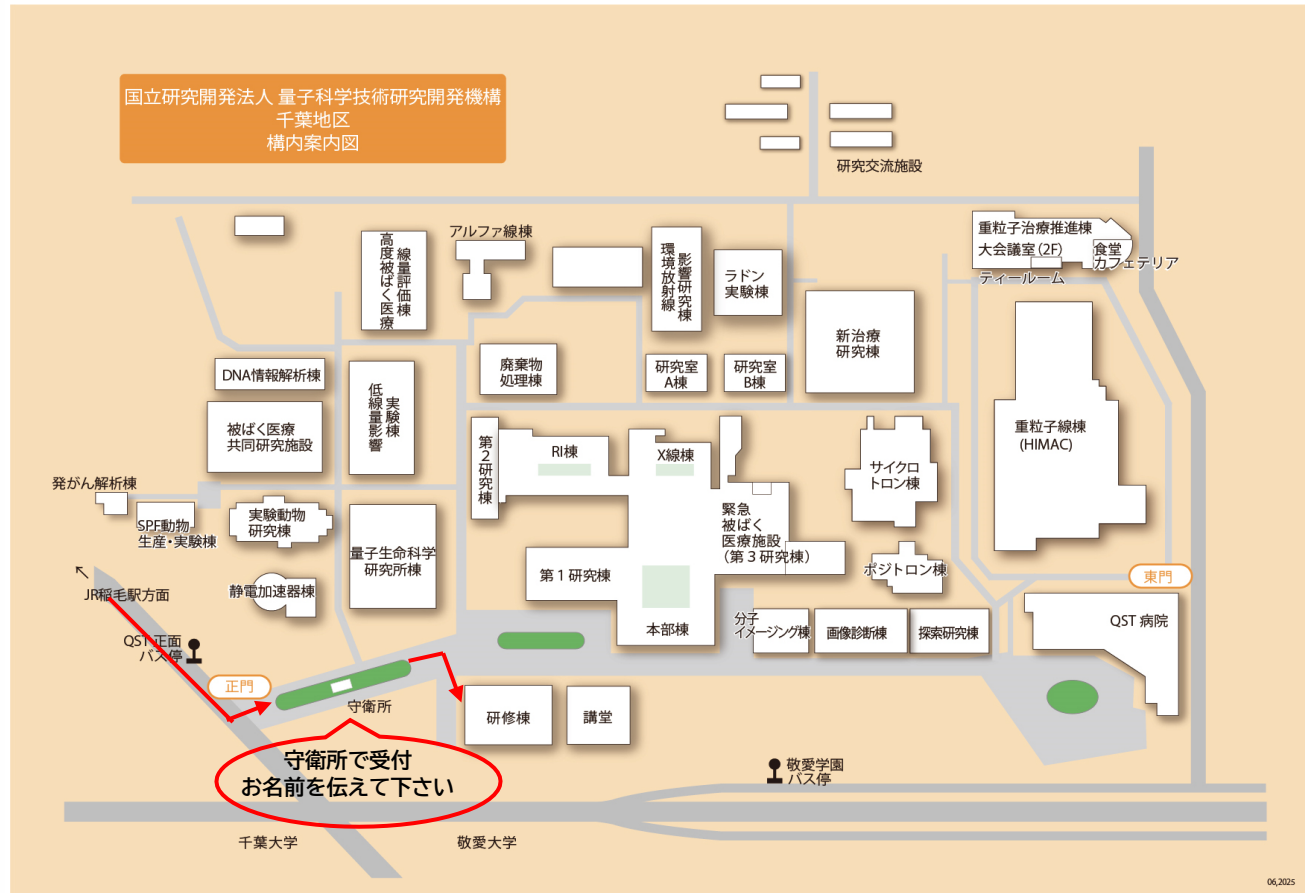 国立研究開発法人 量子科学技術研究開発機構
千葉地区
構内案内図
研究交流施設
重粒子治療推進棟
大会議室(2F)
食堂
カフェテリア
ティールーム
高度被ばく医療
線量評価棟
アルファ線棟
環境放射線
影響研究棟
ラドン
実験棟
新治療
研究棟
DNA情報解析棟
低線量影響
実験棟
廃棄物
処理棟
研究室
A棟
研究室
B棟
被ばく医療
共同研究施設
第2研究棟
RI棟
X線棟
サイクロ
トロン棟
重粒子線棟
(HIMAC)
発がん解析棟
SPF動物
生産・実験棟
実験動物
研究棟
量子生命科学
研究所棟
緊急
被ばく
医療施設
(第3研究棟)
第1研究棟
ポジトロン棟
東門
↖
JR稲毛駅方面
静電加速器棟
本部棟
分子
イメージング棟
画像診断棟
探索研究棟
QST 病院
QST 正面
バス停
正門
守衛所
研修棟
講堂
守衛所で受付
お名前を伝えて下さい
敬愛学園
バス停
千葉大学
敬愛大学
06,2025